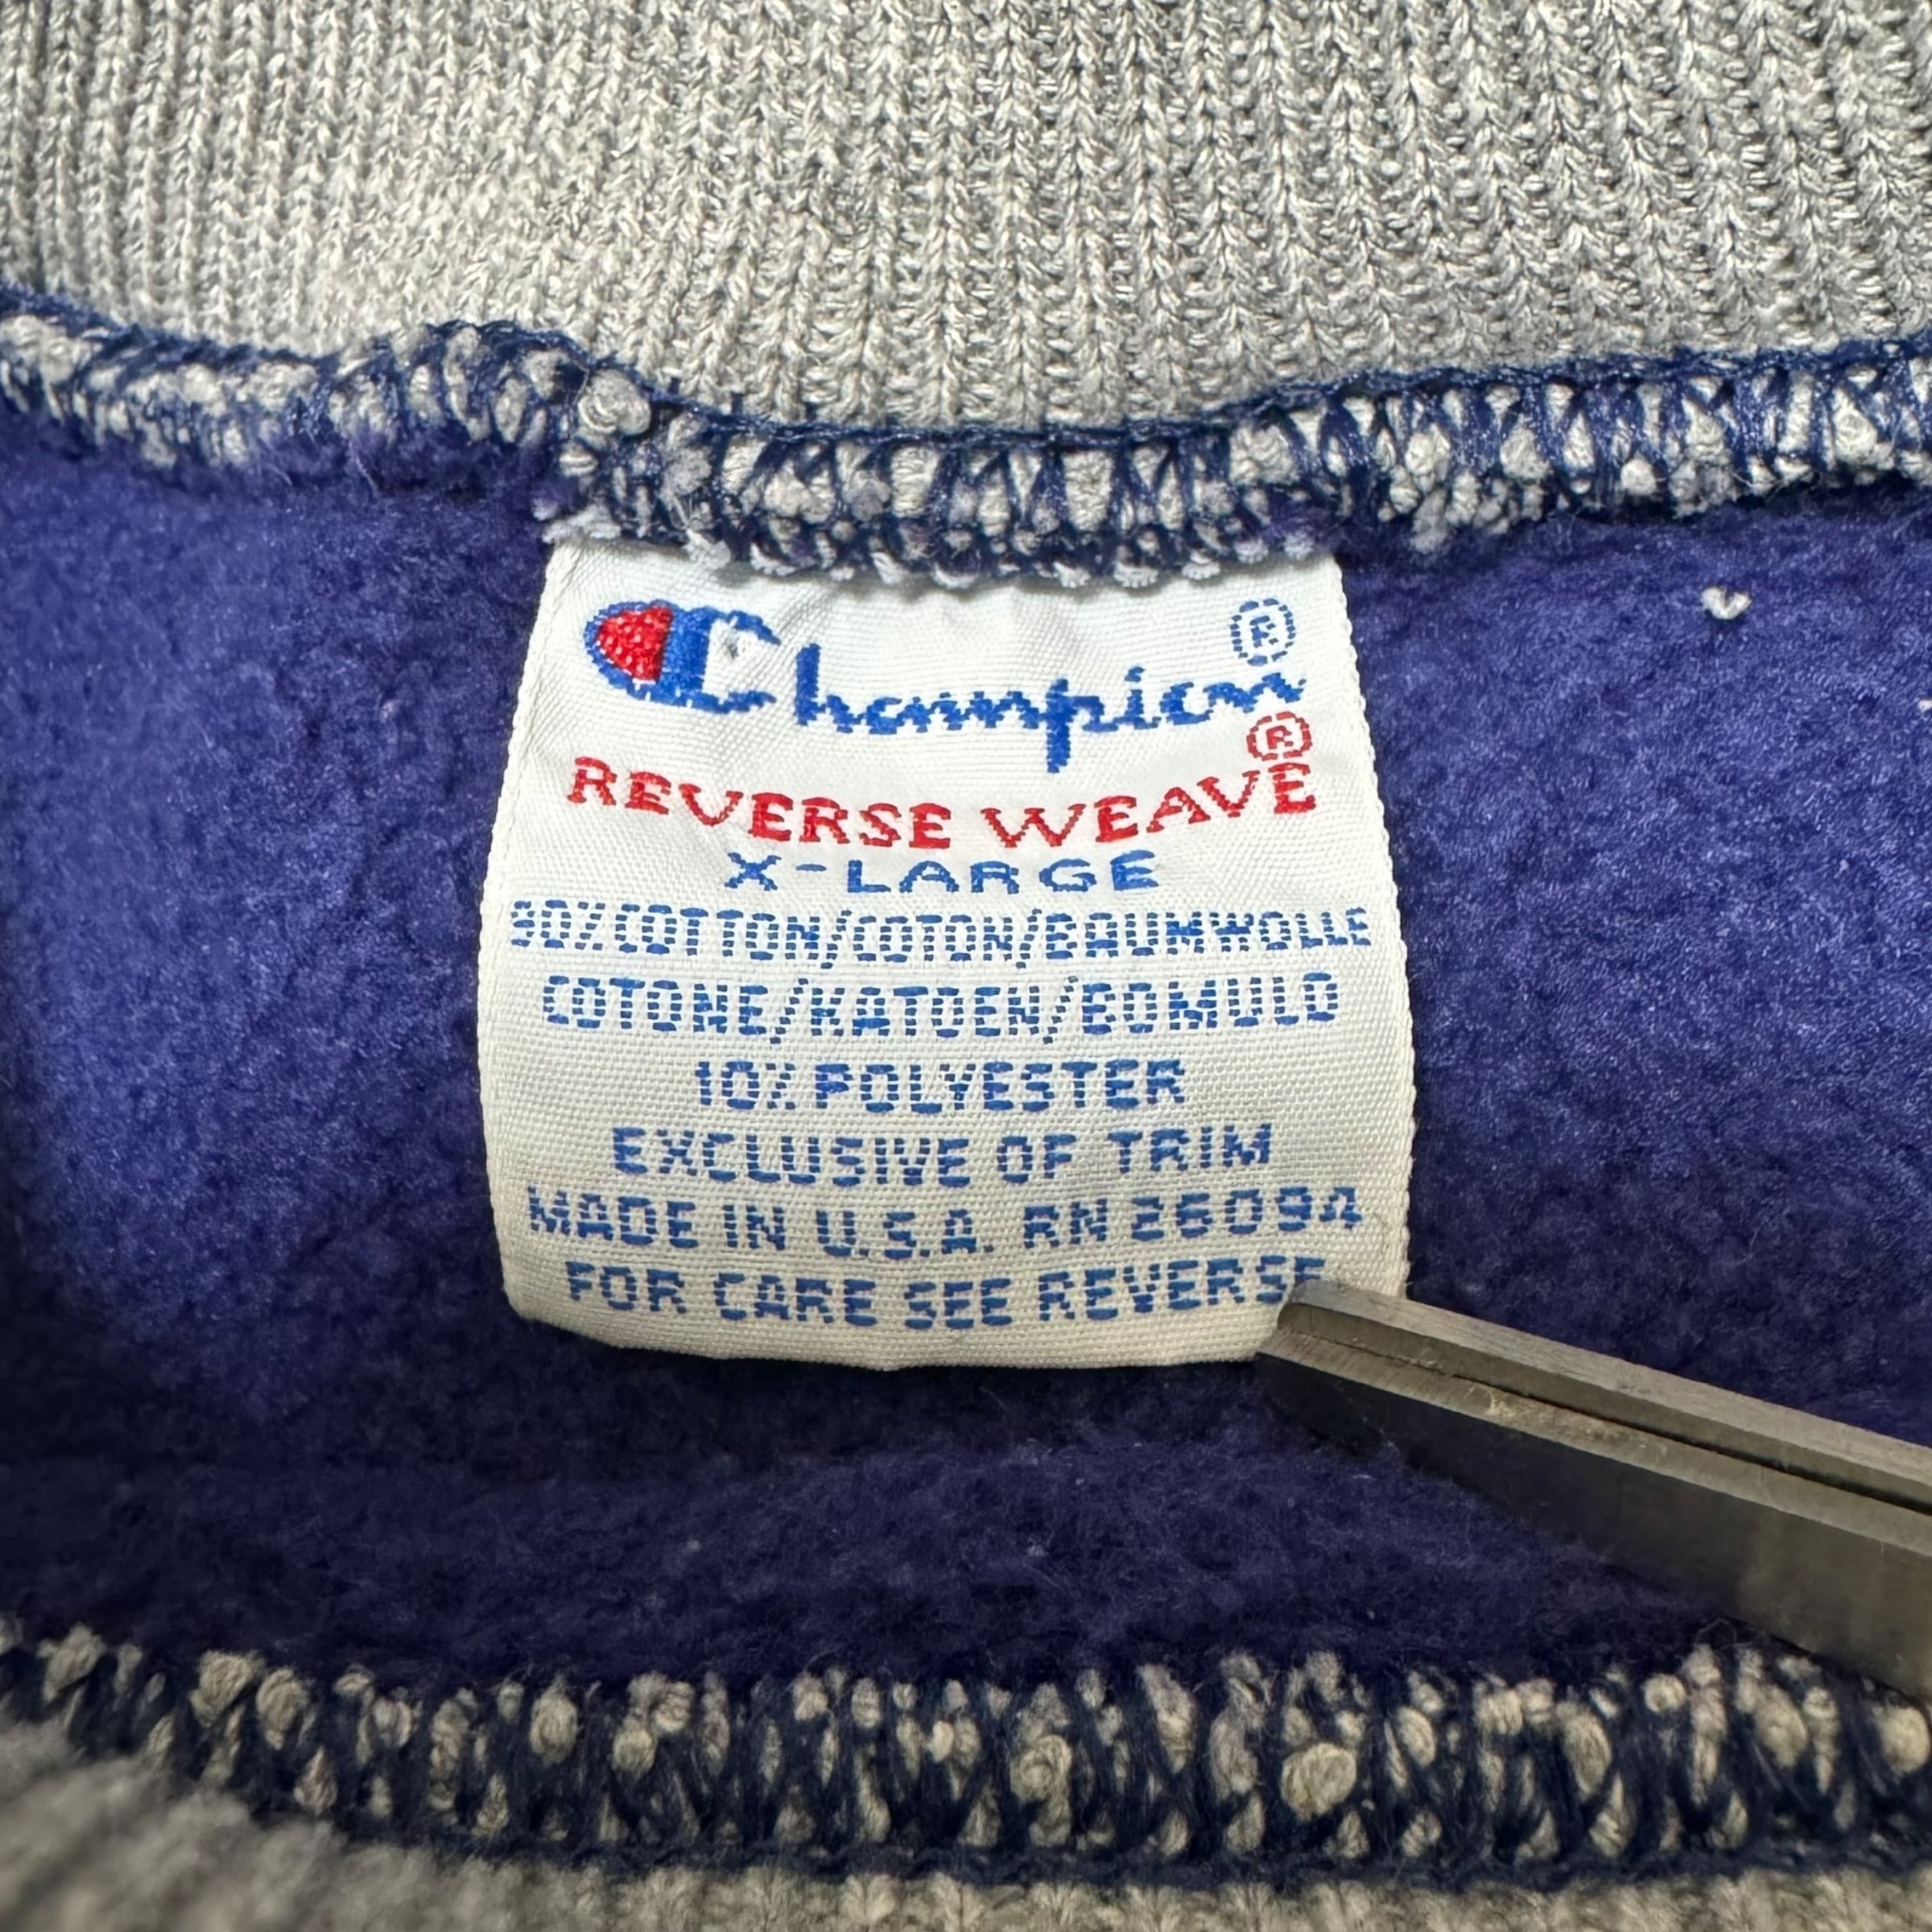 Champion®
REVERSE WEAVE®
X-LARGE
90% COTTON/COTON/BAUMWOLLE
COTONE/KATOEN/BOMULD
10% POLYESTER
EXCLUSIVE OF TRIM
MADE IN U.S.A. RN 26094
FOR CARE SEE REVERSE